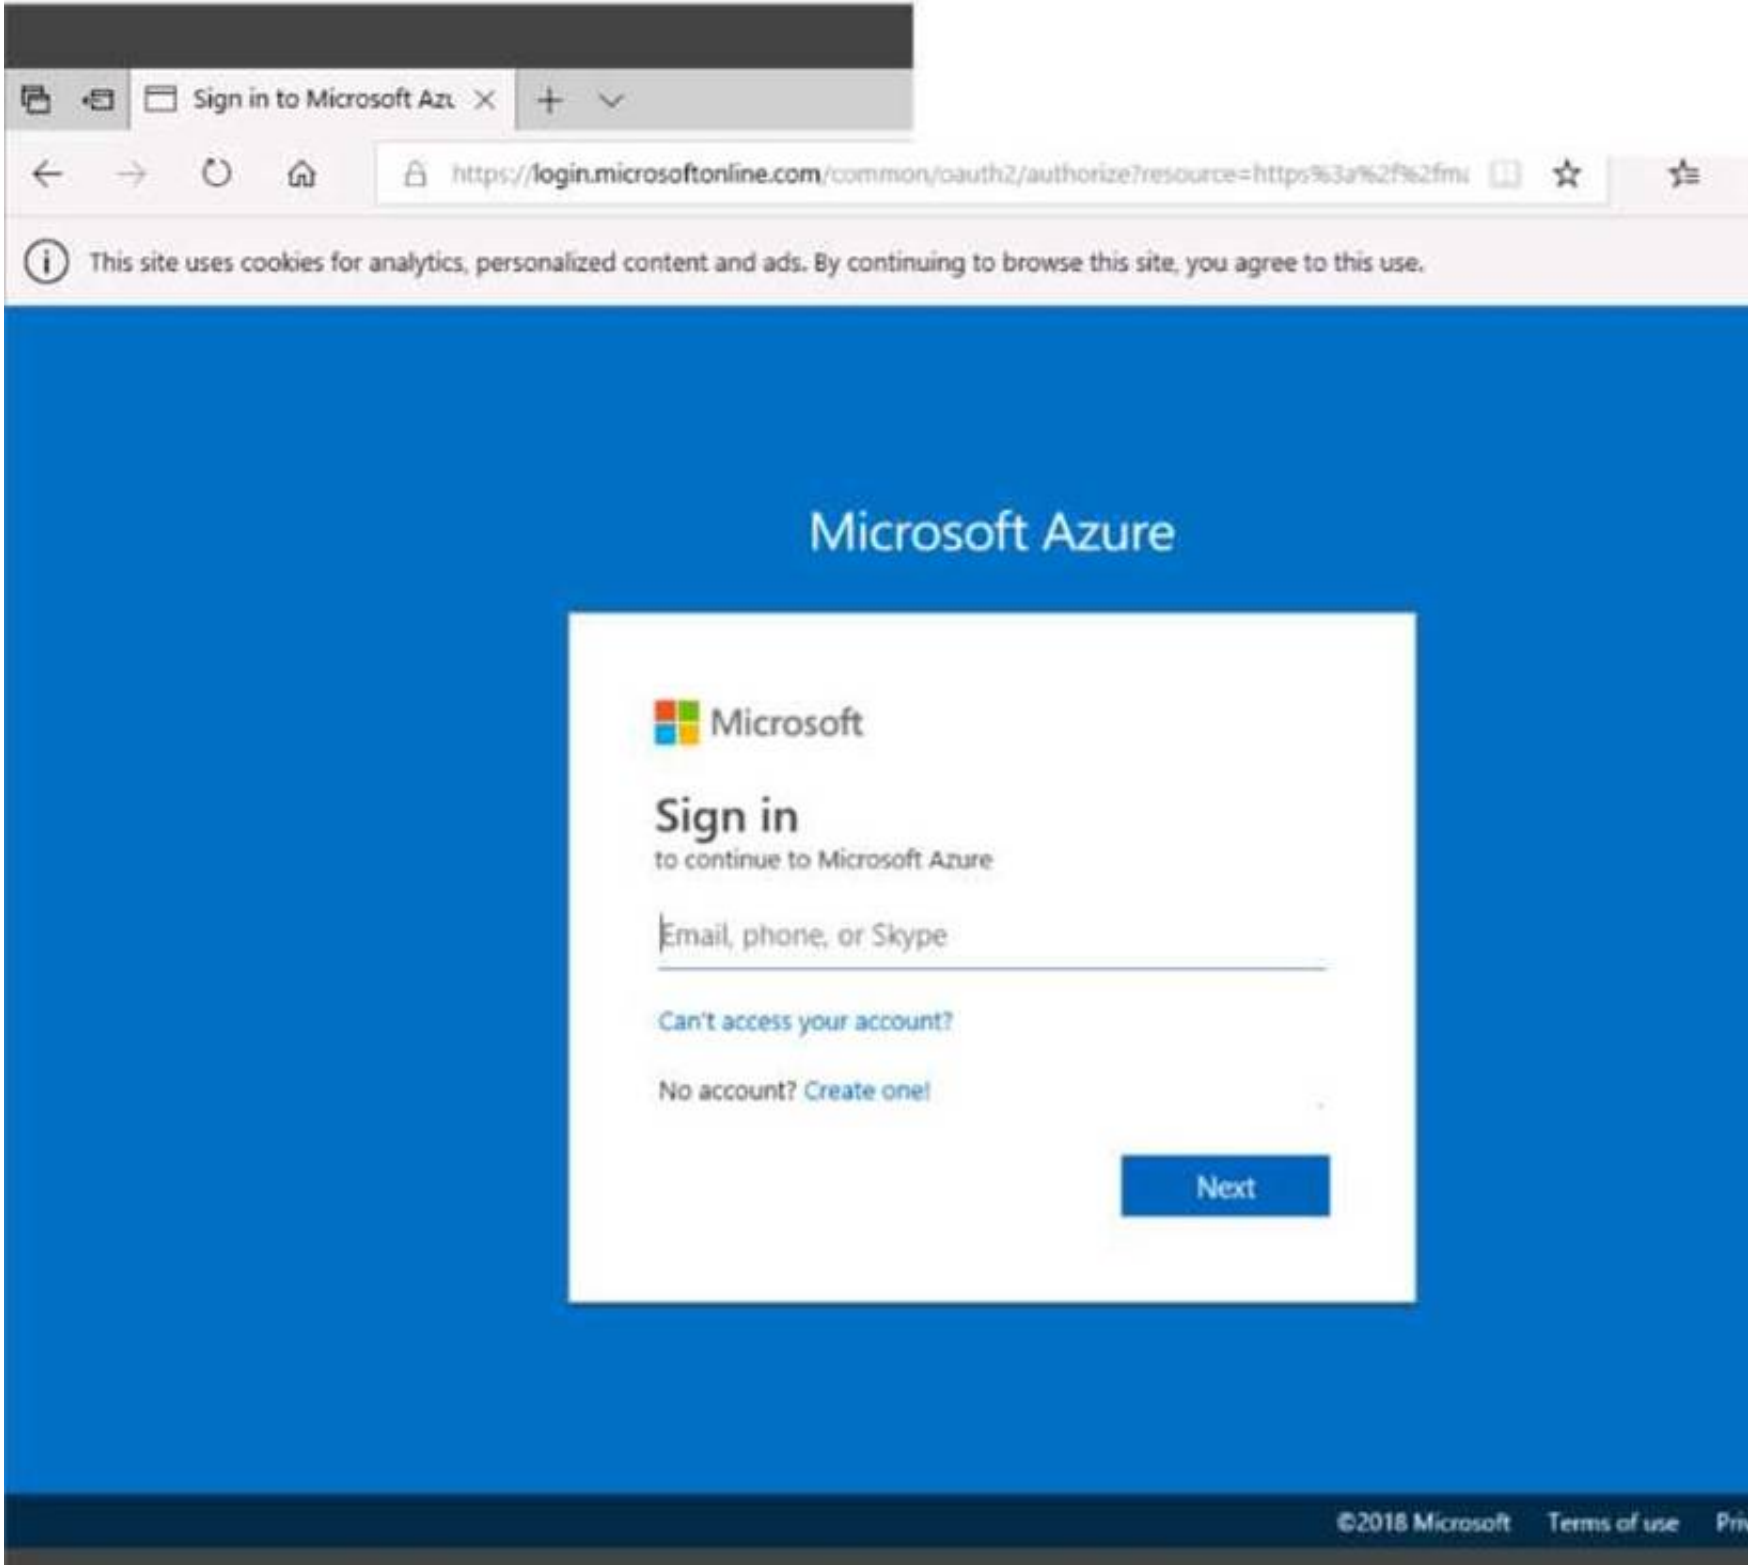 Sign in to Microsoft Azu
https://login.microsoftonline.com/common/oauth2/authorize?resource=https%3a%2f%2fma
This site uses cookies for analytics, personalized content and ads. By continuing to browse this site, you agree to this use.
Microsoft Azure
Microsoft
Sign in
to continue to Microsoft Azure
Email, phone, or Skype
Can't access your account?
No account? Create one!
Next
©2018 Microsoft Terms of use Priv